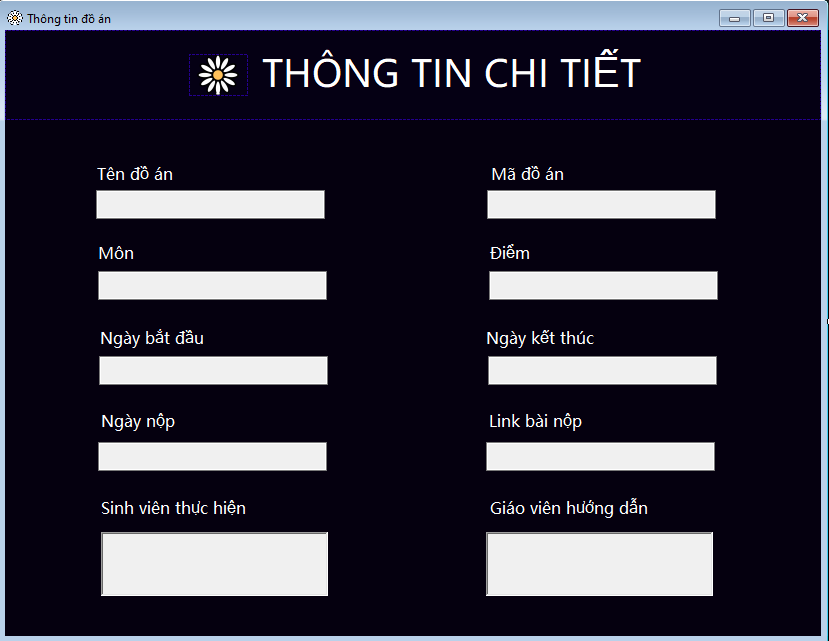 Thông tin đồ án
THÔNG TIN CHI TIẾT
Tên đồ án
Mã đồ án
Môn
Điểm
Ngày bắt đầu
Ngày kết thúc
Ngày nộp
Link bài nộp
Sinh viên thực hiện
Giáo viên hướng dẫn